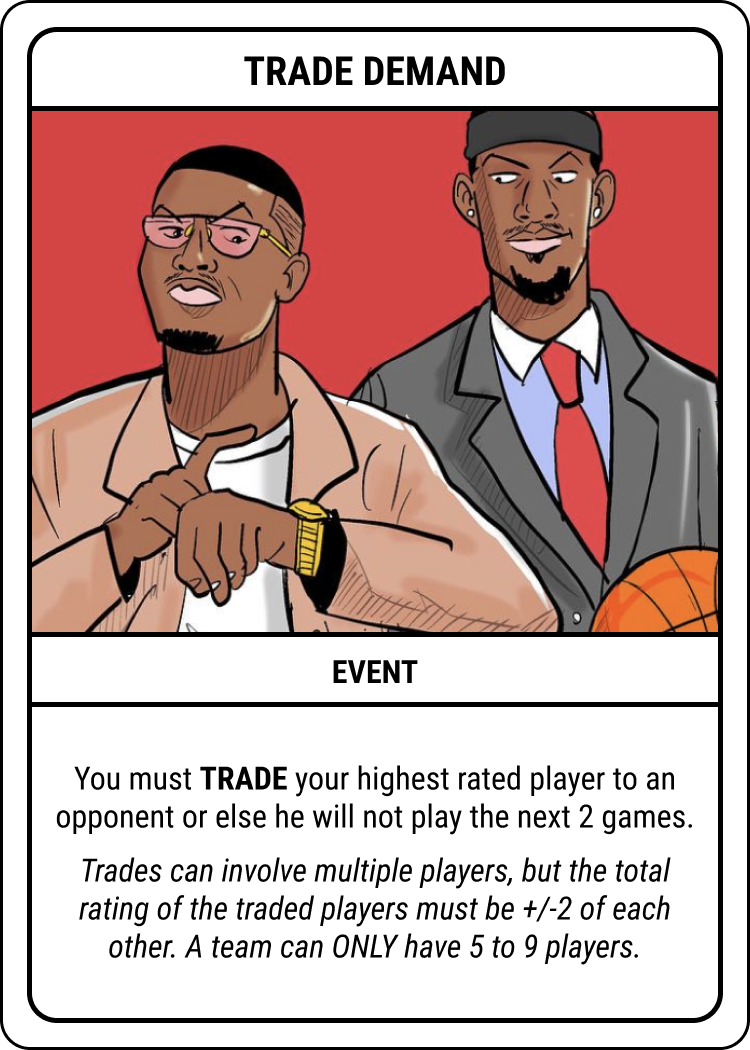 TRADE DEMAND
EVENT
You must TRADE your highest rated player to an
opponent or else he will not play the next 2 games.
Trades can involve multiple players, but the total
rating of the traded players must be +/-2 of each
other. A team can ONLY have 5 to 9 players.